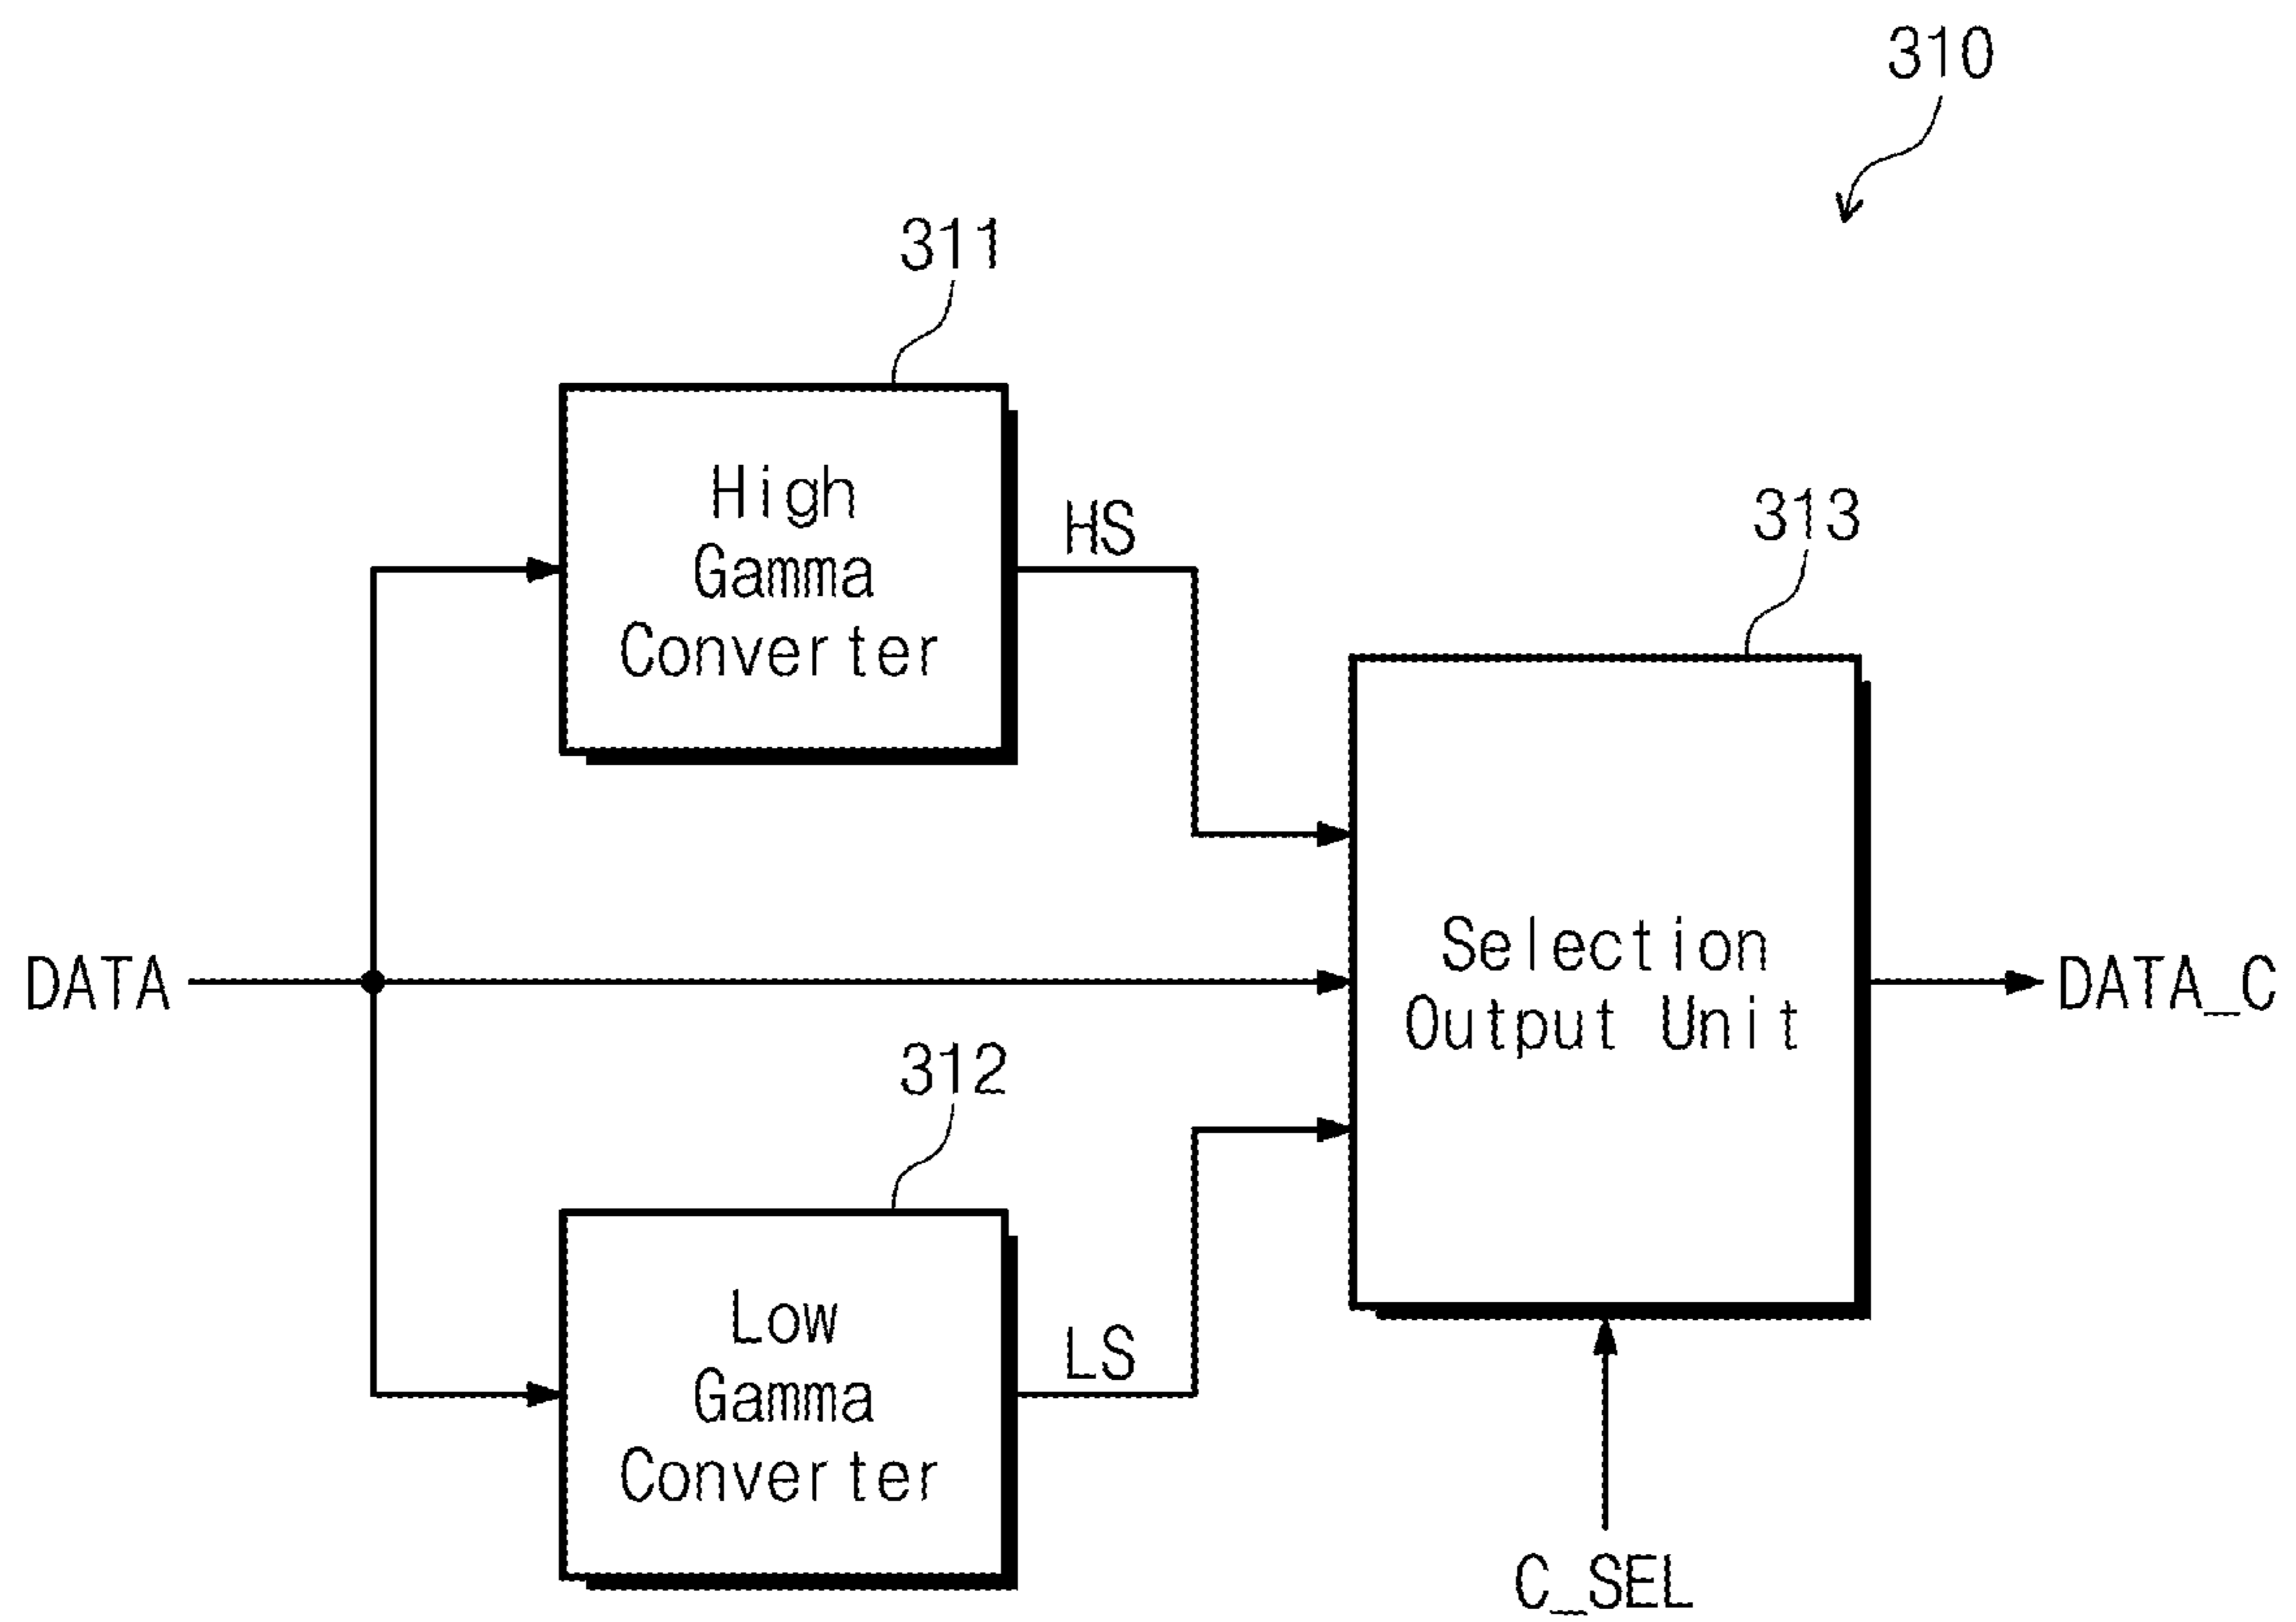 310
311
High
Gamma
Converter
HS
313
DATA
Selection
Output Unit
DATA_C
312
Low
Gamma
Converter
LS
C_SEL